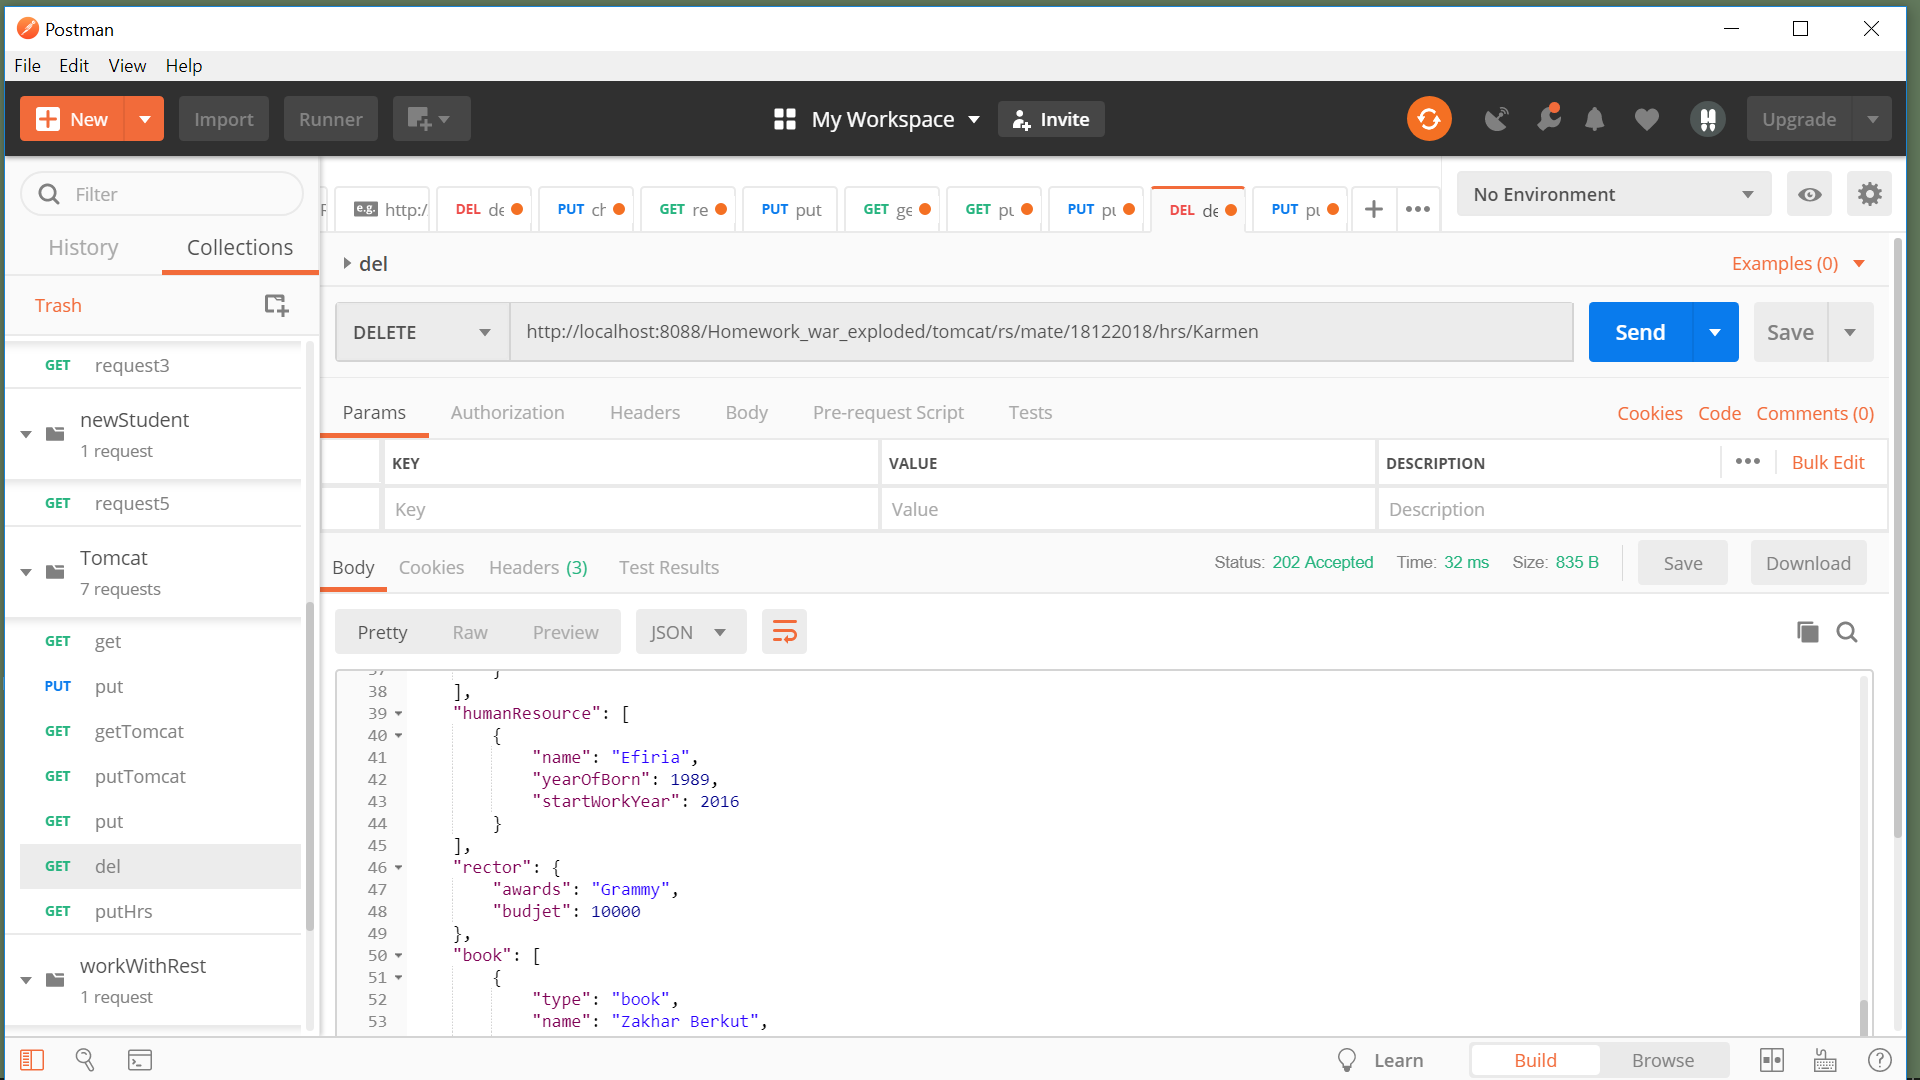 Postman
File Edit View Help
New Import Runner My Workspace Invite Upgrade
Filter
History Collections
Trash
GET request3
newStudent
1 request
GET request5
Tomcat
7 requests
GET get
PUT put
GET getTomcat
GET putTomcat
GET put
GET del
GET putHrs
workWithRest
1 request
e.g. http:/ DEL de PUT ch GET re PUT put GET ge GET pu PUT pu DEL de PUT pu
No Environment
del
Examples (0)
DELETE http://localhost:8088/Homework_war_exploded/tomcat/rs/mate/18122018/hrs/Karmen Send Save
Params Authorization Headers Body Pre-request Script Tests Cookies Code Comments (0)
KEY VALUE DESCRIPTION Bulk Edit
Key Value Description
Body Cookies Headers (3) Test Results Status: 202 Accepted Time: 32 ms Size: 835 B Save Download
Pretty Raw Preview JSON
37 }
38 ],
39 "humanResource": [
40 {
41 "name": "Efiria",
42 "yearOfBorn": 1989,
43 "startWorkYear": 2016
44 }
45 ],
46 "rector": {
47 "awards": "Grammy",
48 "budjet": 10000
49 },
50 "book": [
51 {
52 "type": "book",
53 "name": "Zakhar Berkut",
Learn Build Browse